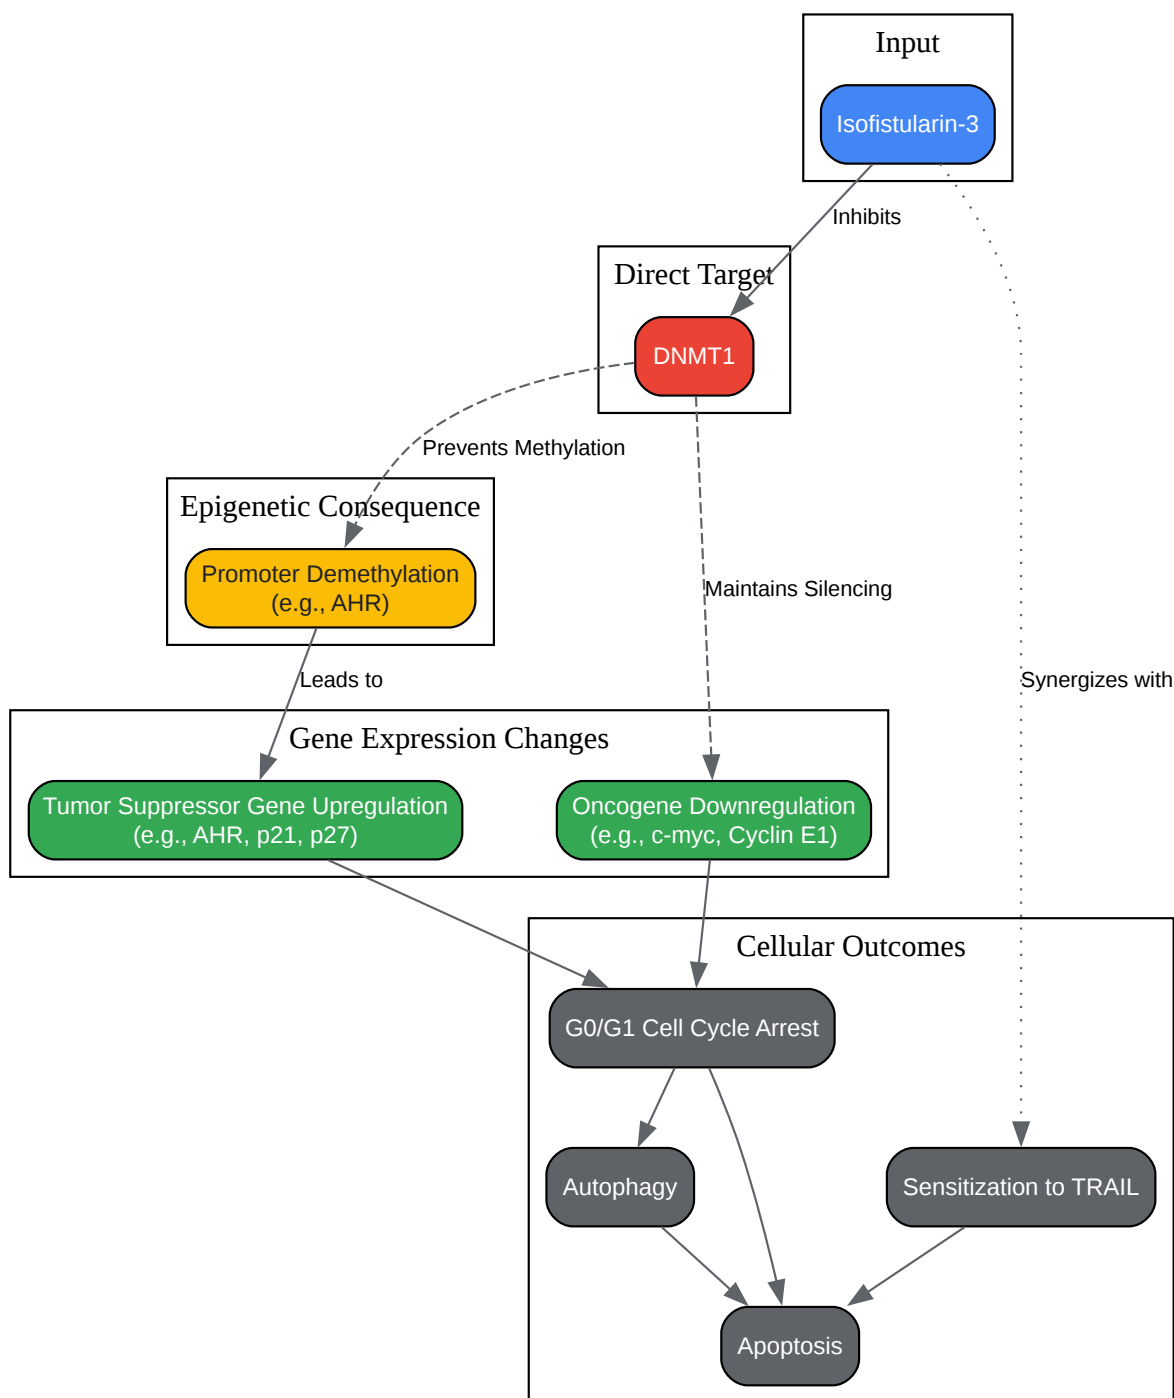 Input
Isofistularin-3
Inhibits
Direct Target
DNMT1
Prevents Methylation
Epigenetic Consequence
Promoter Demethylation
(e.g., AHR)
Maintains Silencing
Leads to
Synergizes with
Gene Expression Changes
Tumor Suppressor Gene Upregulation
(e.g., AHR, p21, p27)
Oncogene Downregulation
(e.g., c-myc, Cyclin E1)
Cellular Outcomes
G0/G1 Cell Cycle Arrest
Autophagy
Sensitization to TRAIL
Apoptosis